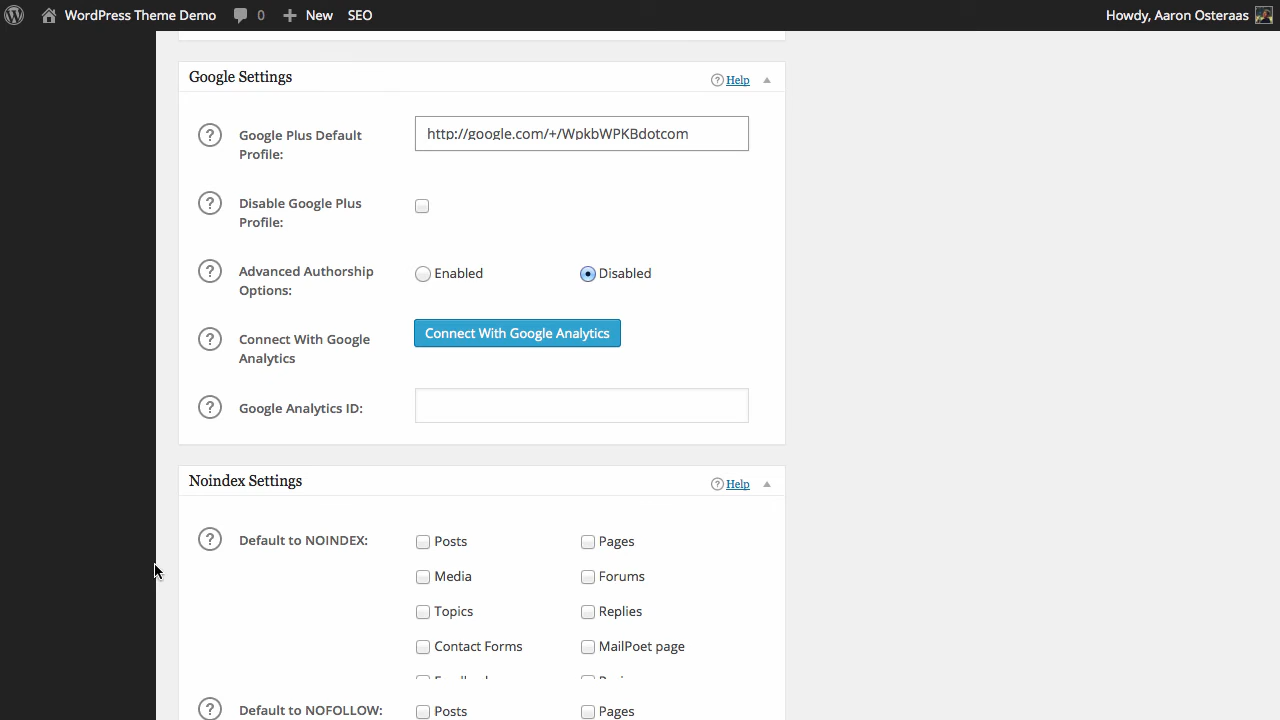 WordPress Theme Demo 0 New SEO Howdy, Aaron Osteraas
Google Settings ? Help
? Google Plus Default http://google.com/+/WpkbWPKBdotcom
Profile:
? Disable Google Plus
Profile:
? Advanced Authorship Enabled Disabled
Options:
? Connect With Google Connect With Google Analytics
Analytics
? Google Analytics ID:
Noindex Settings ? Help
? Default to NOINDEX: Posts Pages
Media Forums
Topics Replies
Contact Forms MailPoet page
? Default to NOFOLLOW: Posts Pages